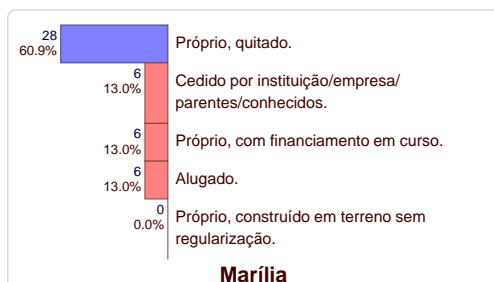 28
60.9%
Próprio, quitado.
6
13.0%
Cedido por instituição/empresa/
parentes/conhecidos.
6
13.0%
Próprio, com financiamento em curso.
6
13.0%
Alugado.
0
0.0%
Próprio, construído em terreno sem
regularização.
Marília